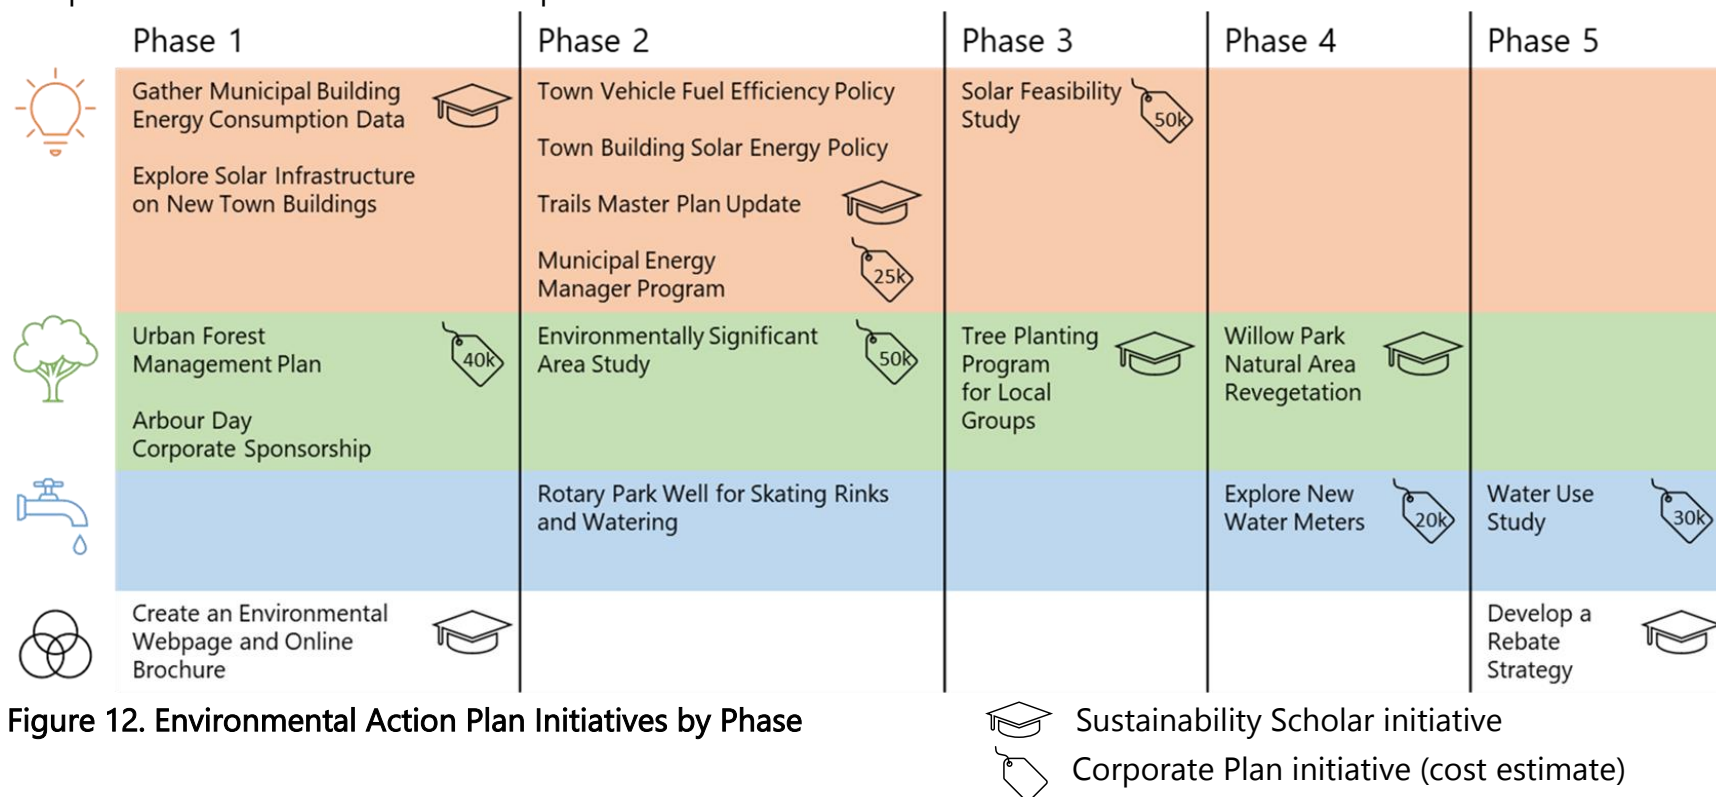 Phase 1
Phase 2
Phase 3
Phase 4
Phase 5
Gather Municipal Building
Energy Consumption Data
Explore Solar Infrastructure
on New Town Buildings
Town Vehicle Fuel Efficiency Policy
Town Building Solar Energy Policy
Trails Master Plan Update
Municipal Energy
Manager Program
25k
Solar Feasibility
Study
50k
Urban Forest
Management Plan
40k
Arbour Day
Corporate Sponsorship
Environmentally Significant
Area Study
50k
Tree Planting
Program
for Local
Groups
Willow Park
Natural Area
Revegetation
Rotary Park Well for Skating Rinks
and Watering
Explore New
Water Meters
20k
Water Use
Study
30k
Create an Environmental
Webpage and Online
Brochure
Develop a
Rebate
Strategy
Figure 12. Environmental Action Plan Initiatives by Phase
Sustainability Scholar initiative
Corporate Plan initiative (cost estimate)